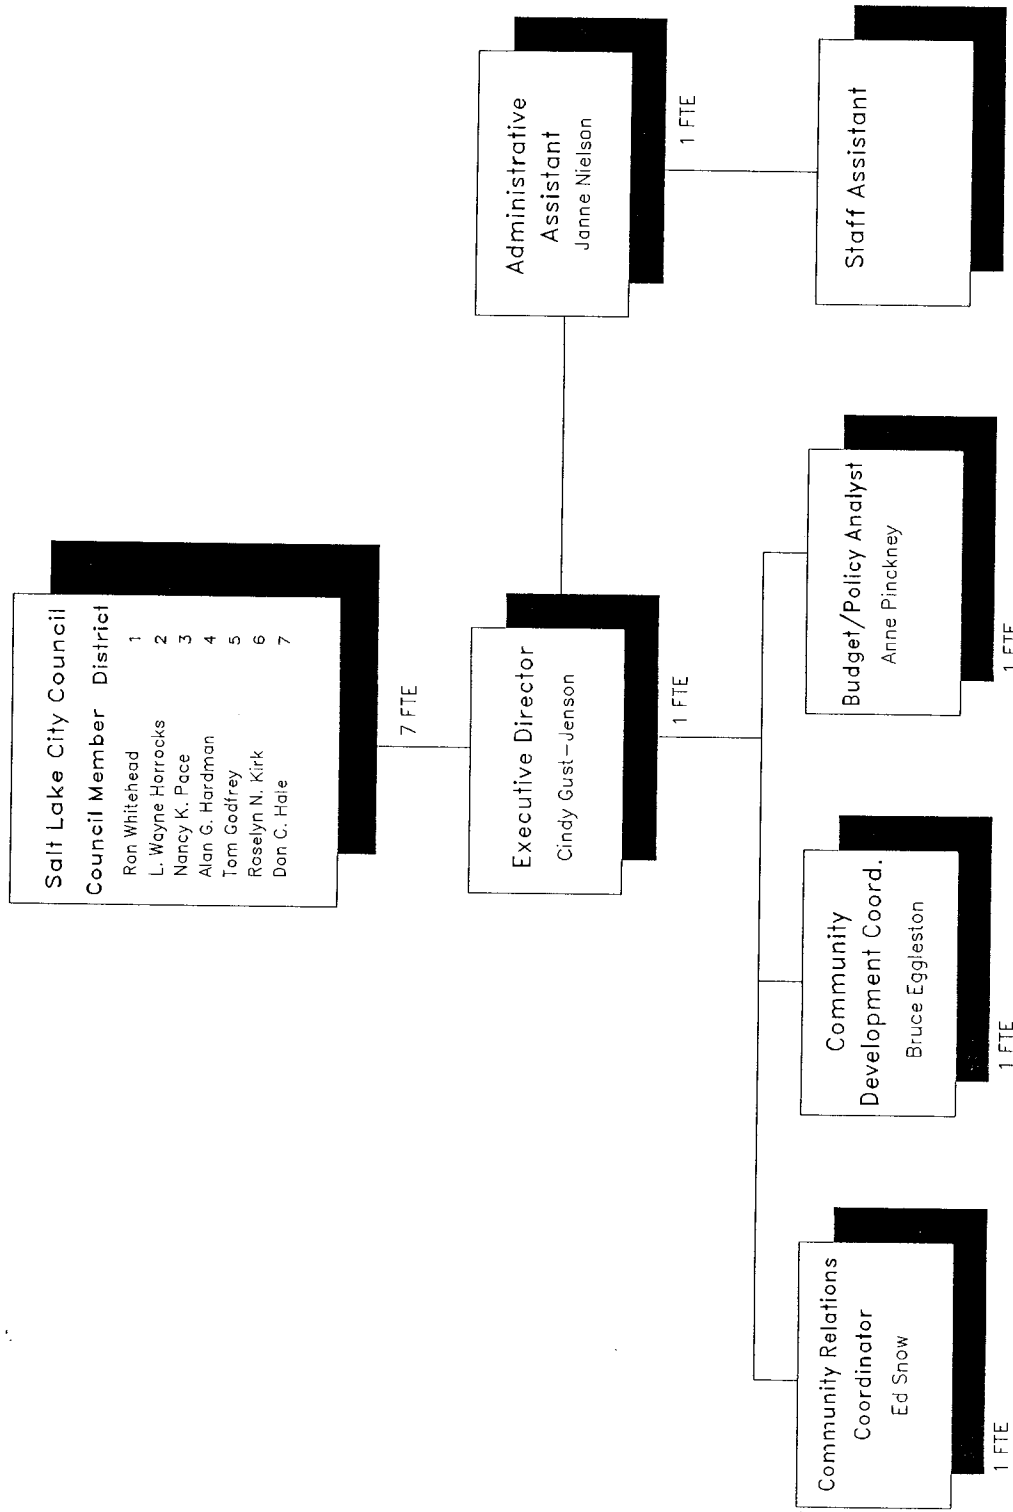 Salt Lake City Council
Council Member District
Ron Whitehead 1
L. Wayne Horrocks 2
Nancy K. Pace 3
Alan G. Hardman 4
Tom Godfrey 5
Roselyn N. Kirk 6
Don C. Hale 7
7 FTE
Executive Director
Cindy Gust-Jenson
1 FTE
Administrative
Assistant
Janne Nielson
1 FTE
Community Relations
Coordinator
Ed Snow
1 FTE
Community
Development Coord.
Bruce Eggleston
1 FTE
Budget/Policy Analyst
Anne Pinckney
1 FTE
Staff Assistant